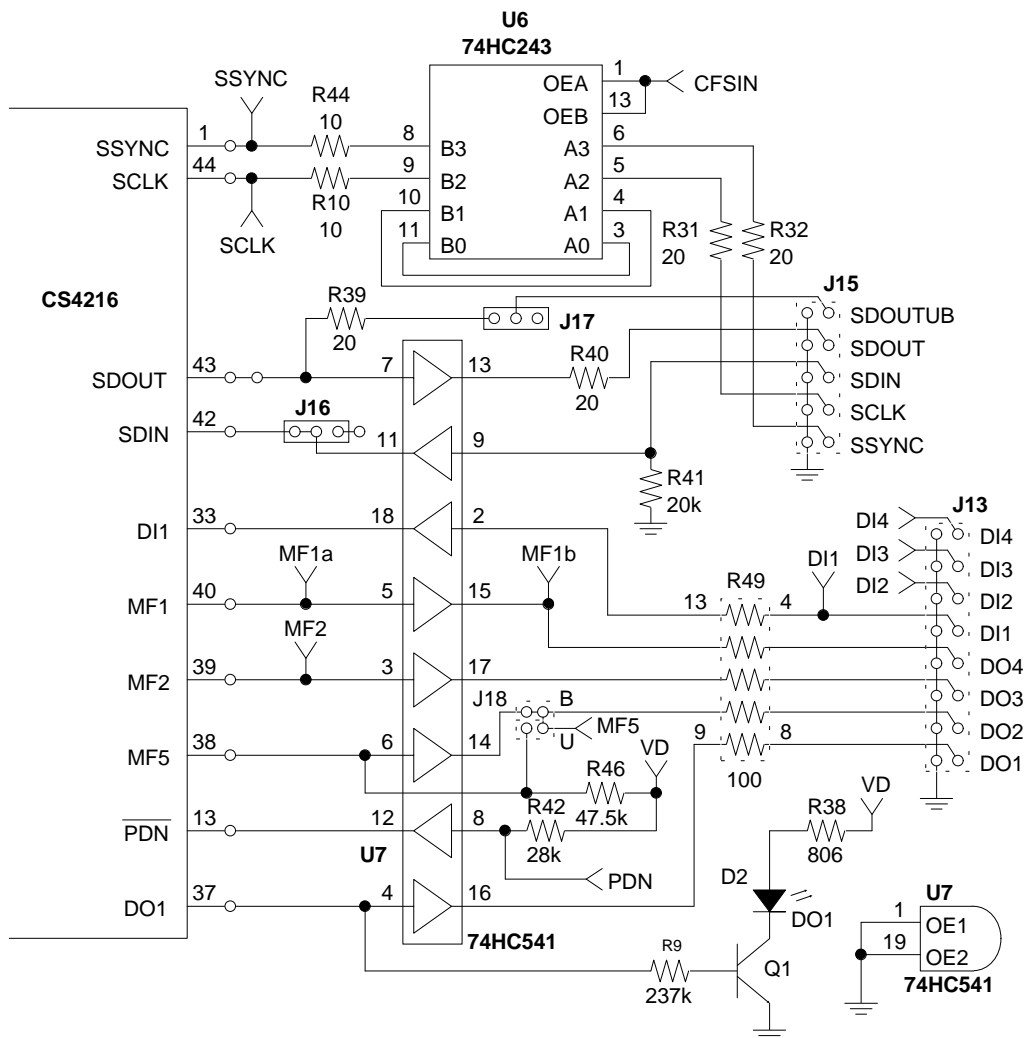 U6
74HC243
SSYNC
R44
10
OEA
1
CFSIN
OEB
13
SSYNC
1
8
B3
A3
6
SCLK
44
9
B2
A2
5
R10
10
10
B1
A1
4
SCLK
11
B0
A0
3
R31
20
R32
20
CS4216
R39
20
J17
J15
SDOUTUB
SDOUT
SDIN
SCLK
SSYNC
SDOUT
43
7
13
R40
20
J16
SDIN
42
11
9
R41
20k
J13
DI4
DI4
DI3
DI3
DI2
DI2
DI1
DO4
DO3
DO2
DO1
DI1
33
18
2
MF1a
MF1b
R49
DI1
13
4
MF1
40
5
15
MF2
MF2
39
3
17
J18
B
U
MF5
MF5
38
6
14
9
8
100
VD
R46
47.5k
PDN
13
12
8
R42
28k
U7
PDN
R38
806
VD
DO1
37
4
16
74HC541
D2
DO1
R9
237k
Q1
U7
1
OE1
19
OE2
74HC541